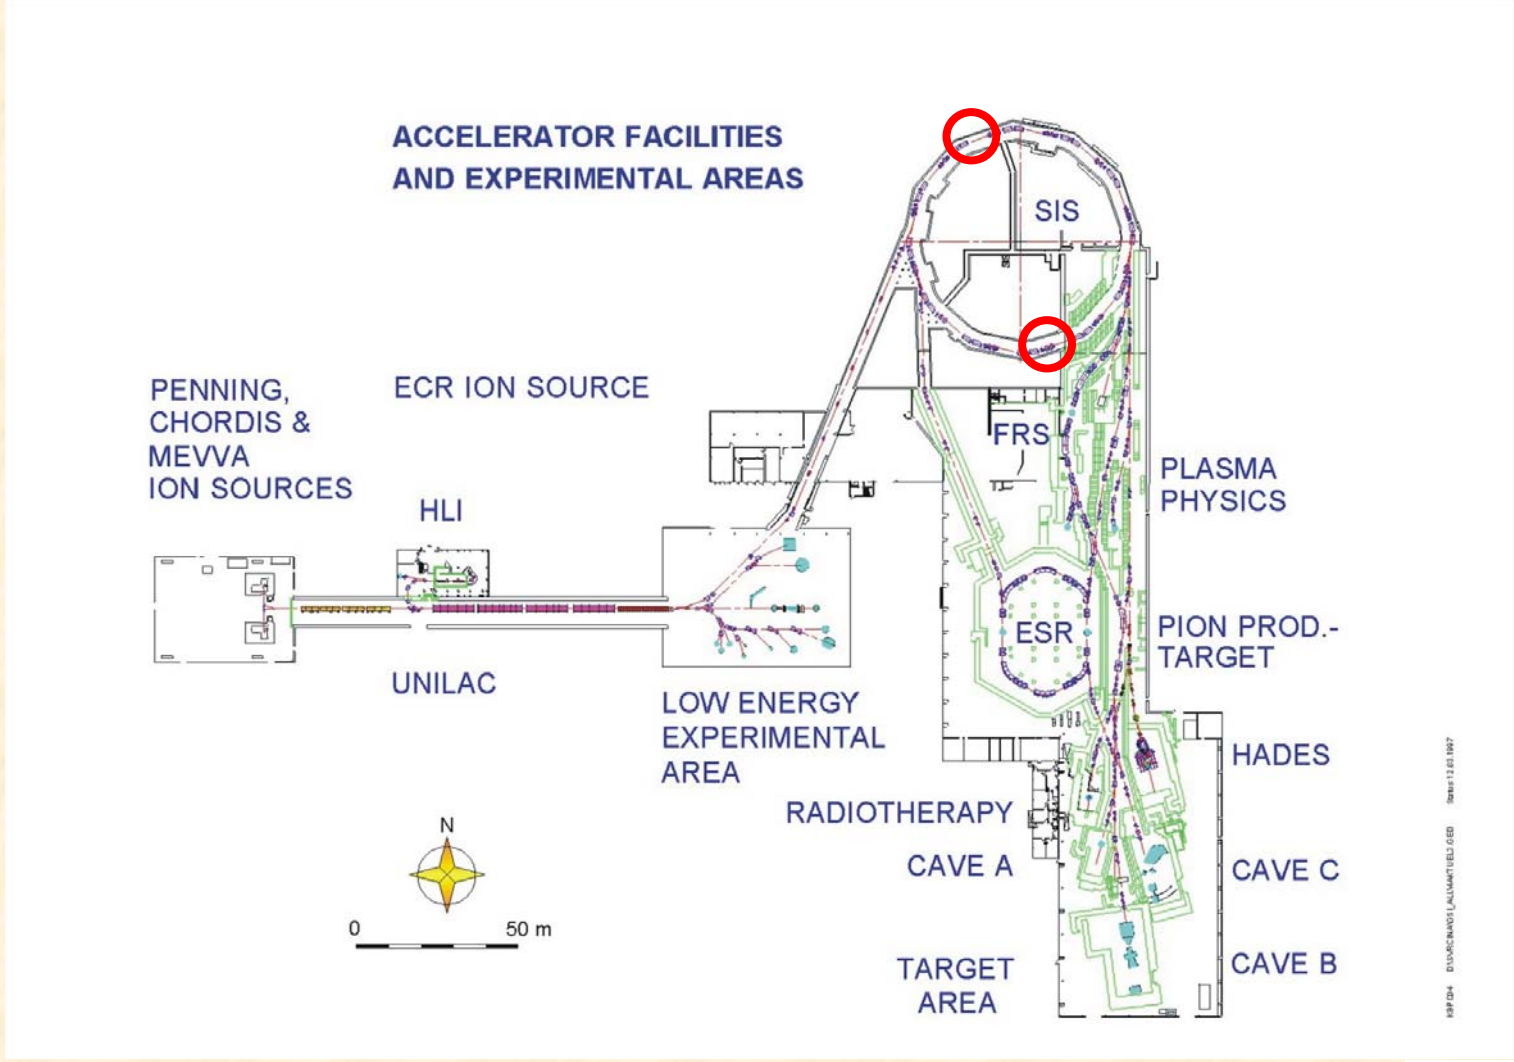 ACCELERATOR FACILITIES
AND EXPERIMENTAL AREAS
SIS
PENNING,
CHORDIS &
MEVVA
ION SOURCES
ECR ION SOURCE
FRS
PLASMA
PHYSICS
HLI
ESR
PION PROD.-
TARGET
UNILAC
LOW ENERGY
EXPERIMENTAL
AREA
HADES
RADIOTHERAPY
N
CAVE A
CAVE C
0 50 m
TARGET
AREA
CAVE B